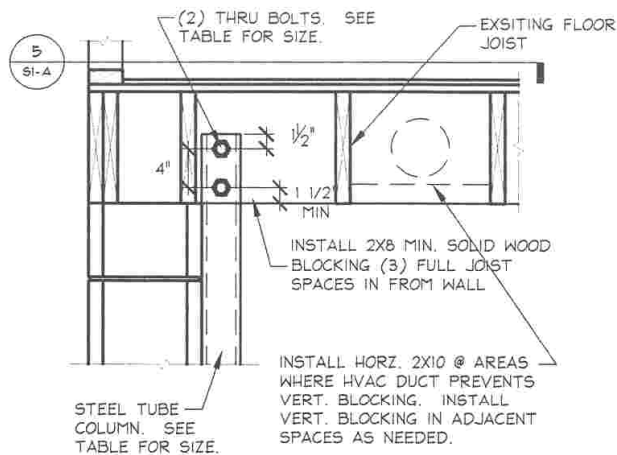 (2) THRU BOLTS. SEE
TABLE FOR SIZE.
EXSITING FLOOR
JOIST
5
S1-A
1 1/2"
4"
1 1/2"
MIN
INSTALL 2X8 MIN. SOLID WOOD
BLOCKING (3) FULL JOIST
SPACES IN FROM WALL
INSTALL HORZ. 2X10 @ AREAS
WHERE HVAC DUCT PREVENTS
VERT. BLOCKING. INSTALL
VERT. BLOCKING IN ADJACENT
SPACES AS NEEDED.
STEEL TUBE
COLUMN. SEE
TABLE FOR SIZE.